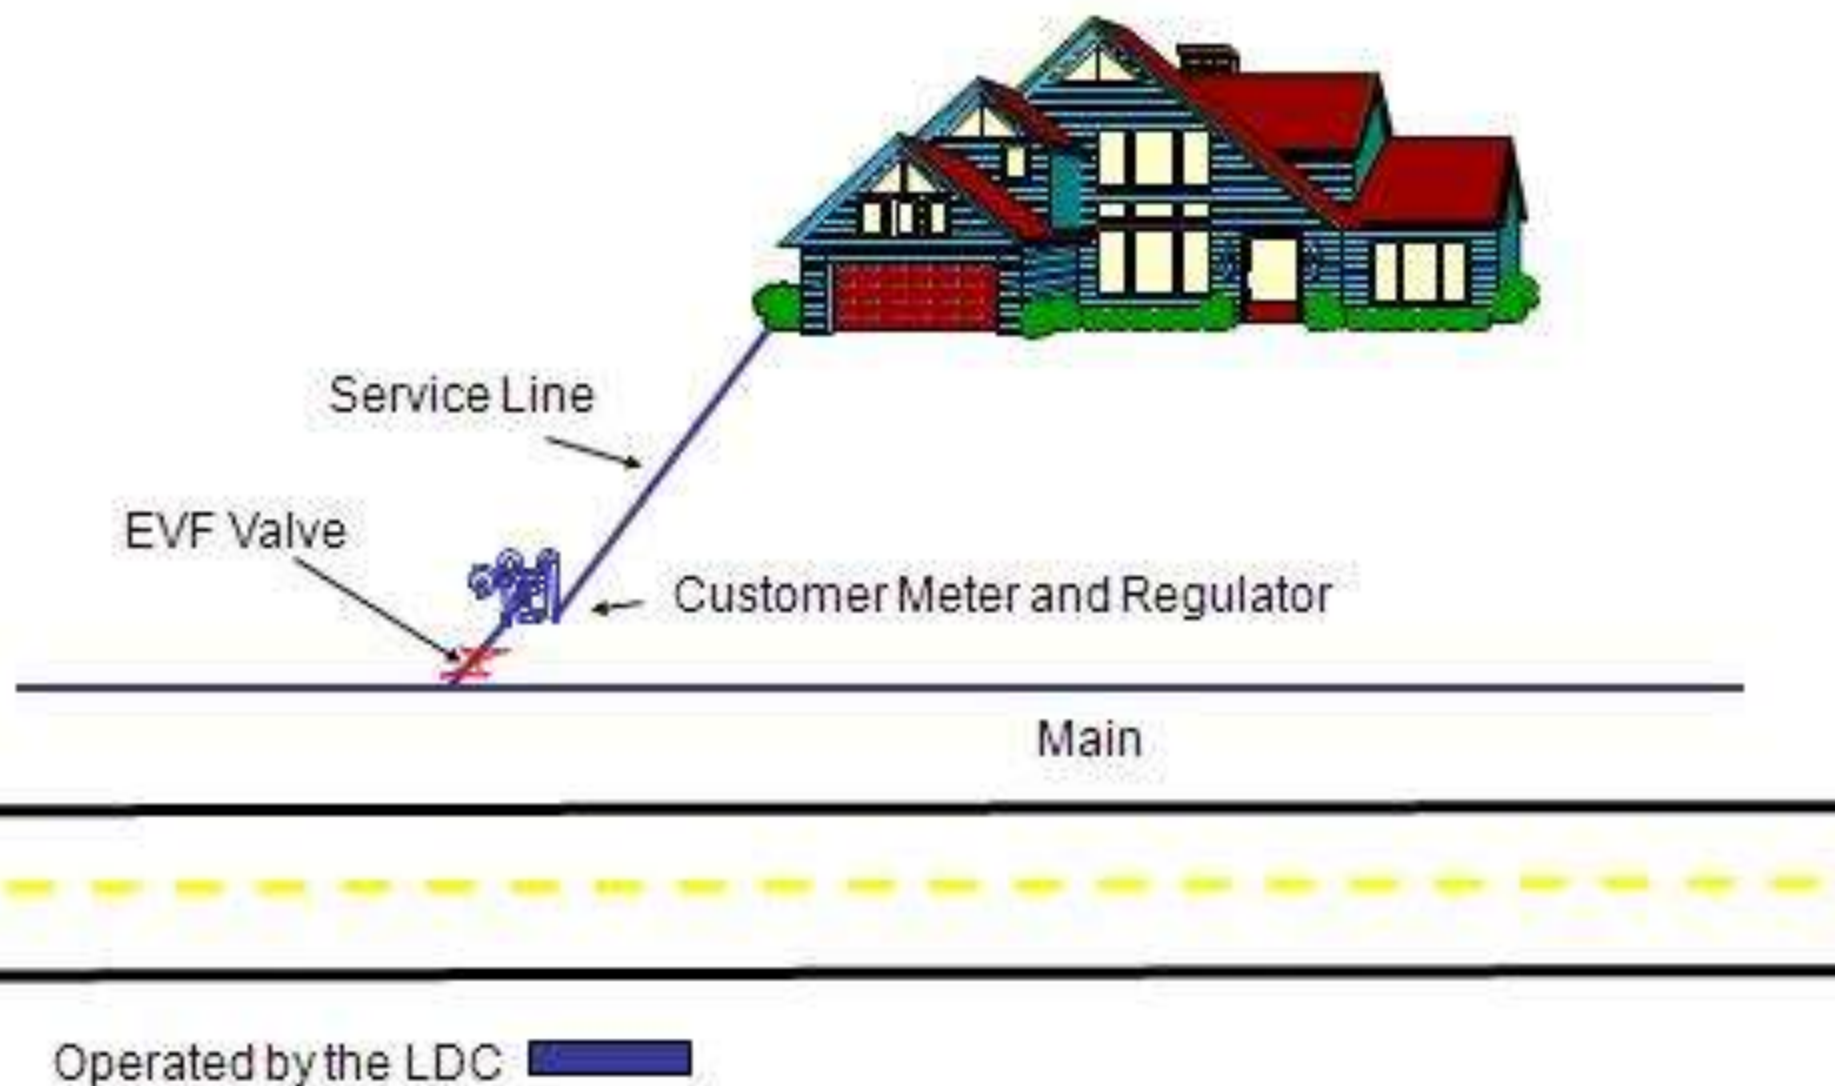 Service Line
EVF Valve
Customer Meter and Regulator
Main
Operated by the LDC